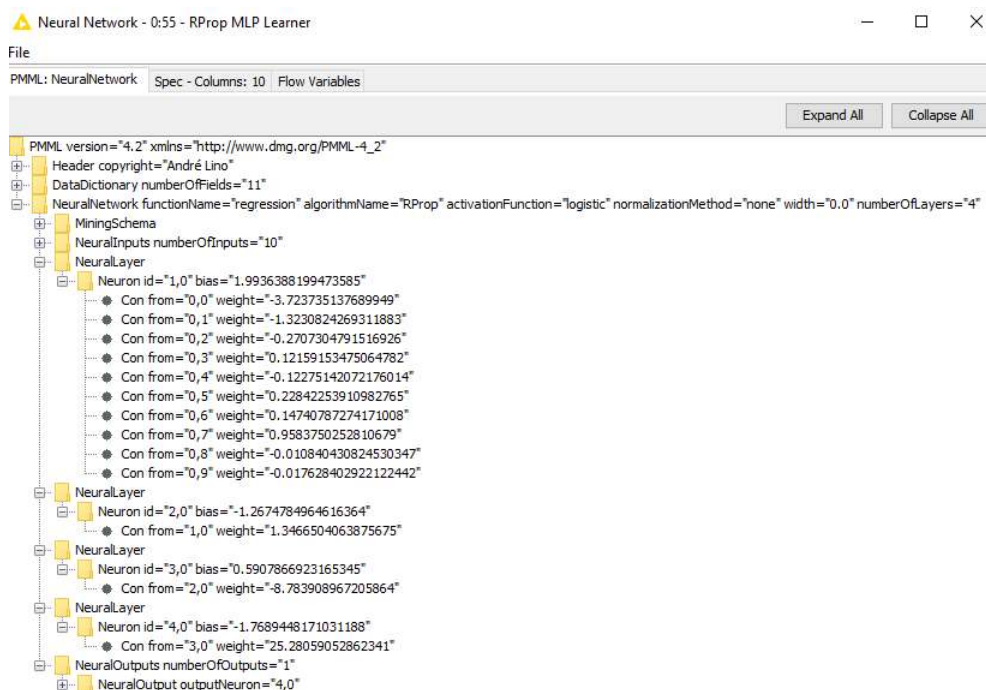 Neural Network - 0:55 - RProp MLP Learner
File
PMML: NeuralNetwork Spec - Columns: 10 Flow Variables
Expand All Collapse All
PMML version="4.2" xmlns="http://www.dmg.org/PMML-4_2"
Header copyright="André Lino"
DataDictionary numberOfFields="11"
NeuralNetwork functionName="regression" algorithmName="RProp" activationFunction="logistic" normalizationMethod="none" width="0.0" numberOfLayers="4"
MiningSchema
NeuralInputs numberOfInputs="10"
NeuralLayer
Neuron id="1,0" bias="1.9936388199473585"
Con from="0,0" weight="-3.723735137689949"
Con from="0,1" weight="-1.3230824269311883"
Con from="0,2" weight="-0.2707304791516926"
Con from="0,3" weight="0.12159153475064782"
Con from="0,4" weight="-0.12275142072176014"
Con from="0,5" weight="0.22842253910982765"
Con from="0,6" weight="0.14740787274171008"
Con from="0,7" weight="0.9583750252810679"
Con from="0,8" weight="-0.010840430824530347"
Con from="0,9" weight="-0.017628402922122442"
NeuralLayer
Neuron id="2,0" bias="-1.2674784964616364"
Con from="1,0" weight="1.3466504063875675"
NeuralLayer
Neuron id="3,0" bias="0.5907866923165345"
Con from="2,0" weight="-8.783908967205864"
NeuralLayer
Neuron id="4,0" bias="-1.7689448171031188"
Con from="3,0" weight="25.28059052862341"
NeuralOutputs numberOfOutputs="1"
NeuralOutput outputNeuron="4,0"